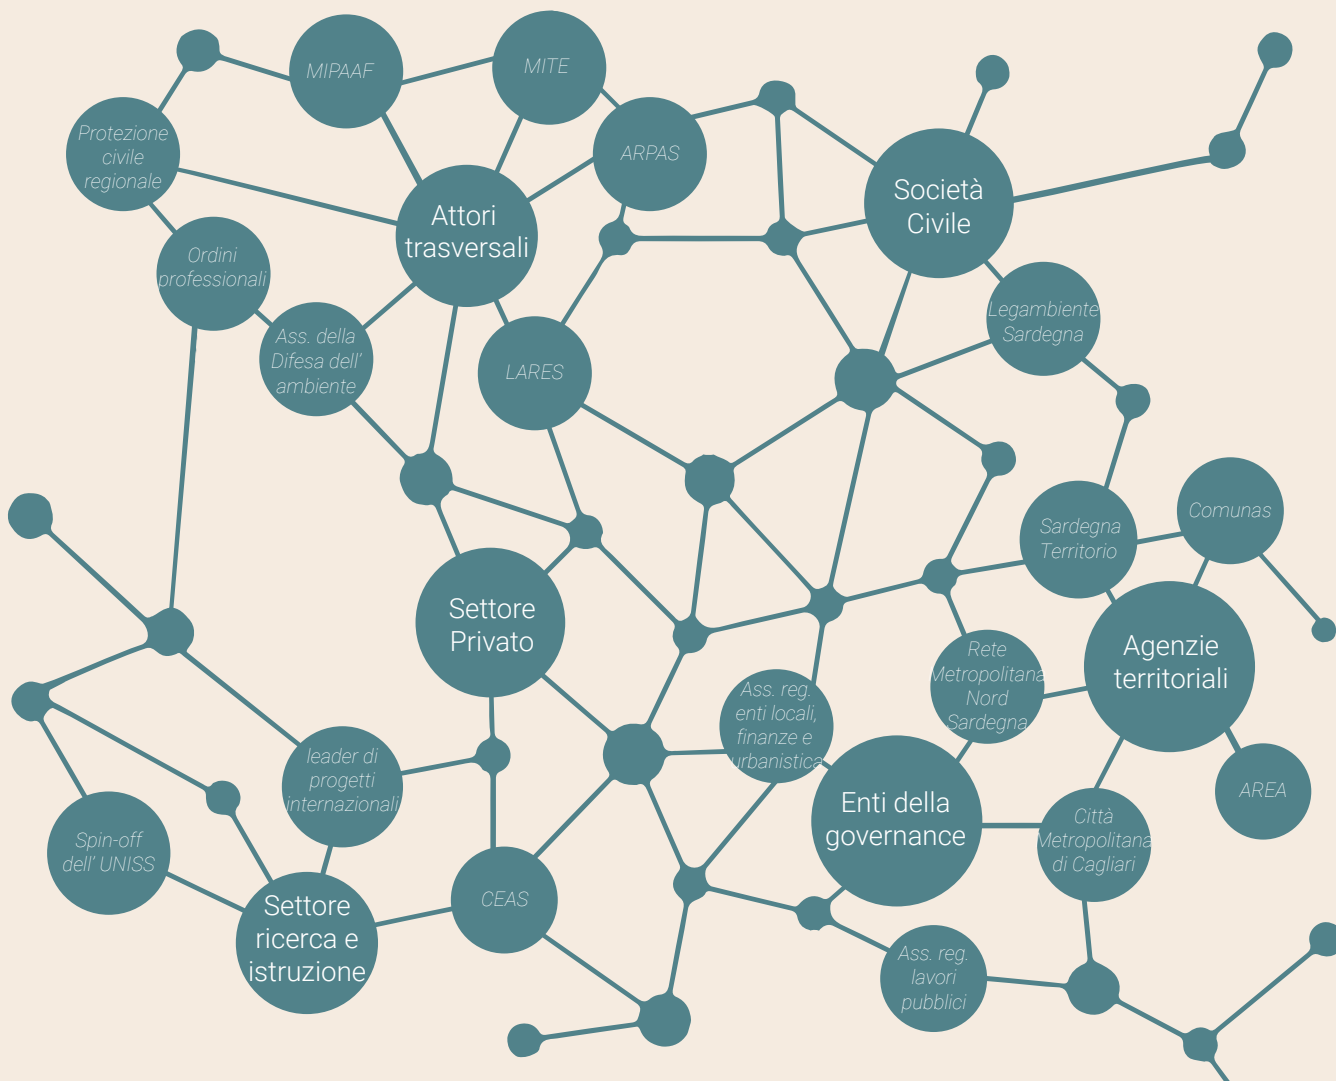 MIPAAF
MITE
Protezione
civile
regionale
ARPAS
Attori
trasversali
Società
Civile
Ordini
professionali
Ass. della
Difesa dell'
ambiente
LARES
Legambiente
Sardegna
Sardegna
Territorio
Comunas
Settore
Privato
Agenzie
territoriali
Rete
Metropolitana
Nord
Sardegna
Ass. reg.
enti locali,
finanze e
urbanistica
leader di
progetti
internazionali
Enti della
governance
AREA
Città
Metropolitana
di Cagliari
Spin-off
dell' UNISS
Settore
ricerca e
istruzione
CEAS
Ass. reg.
lavori
pubblici